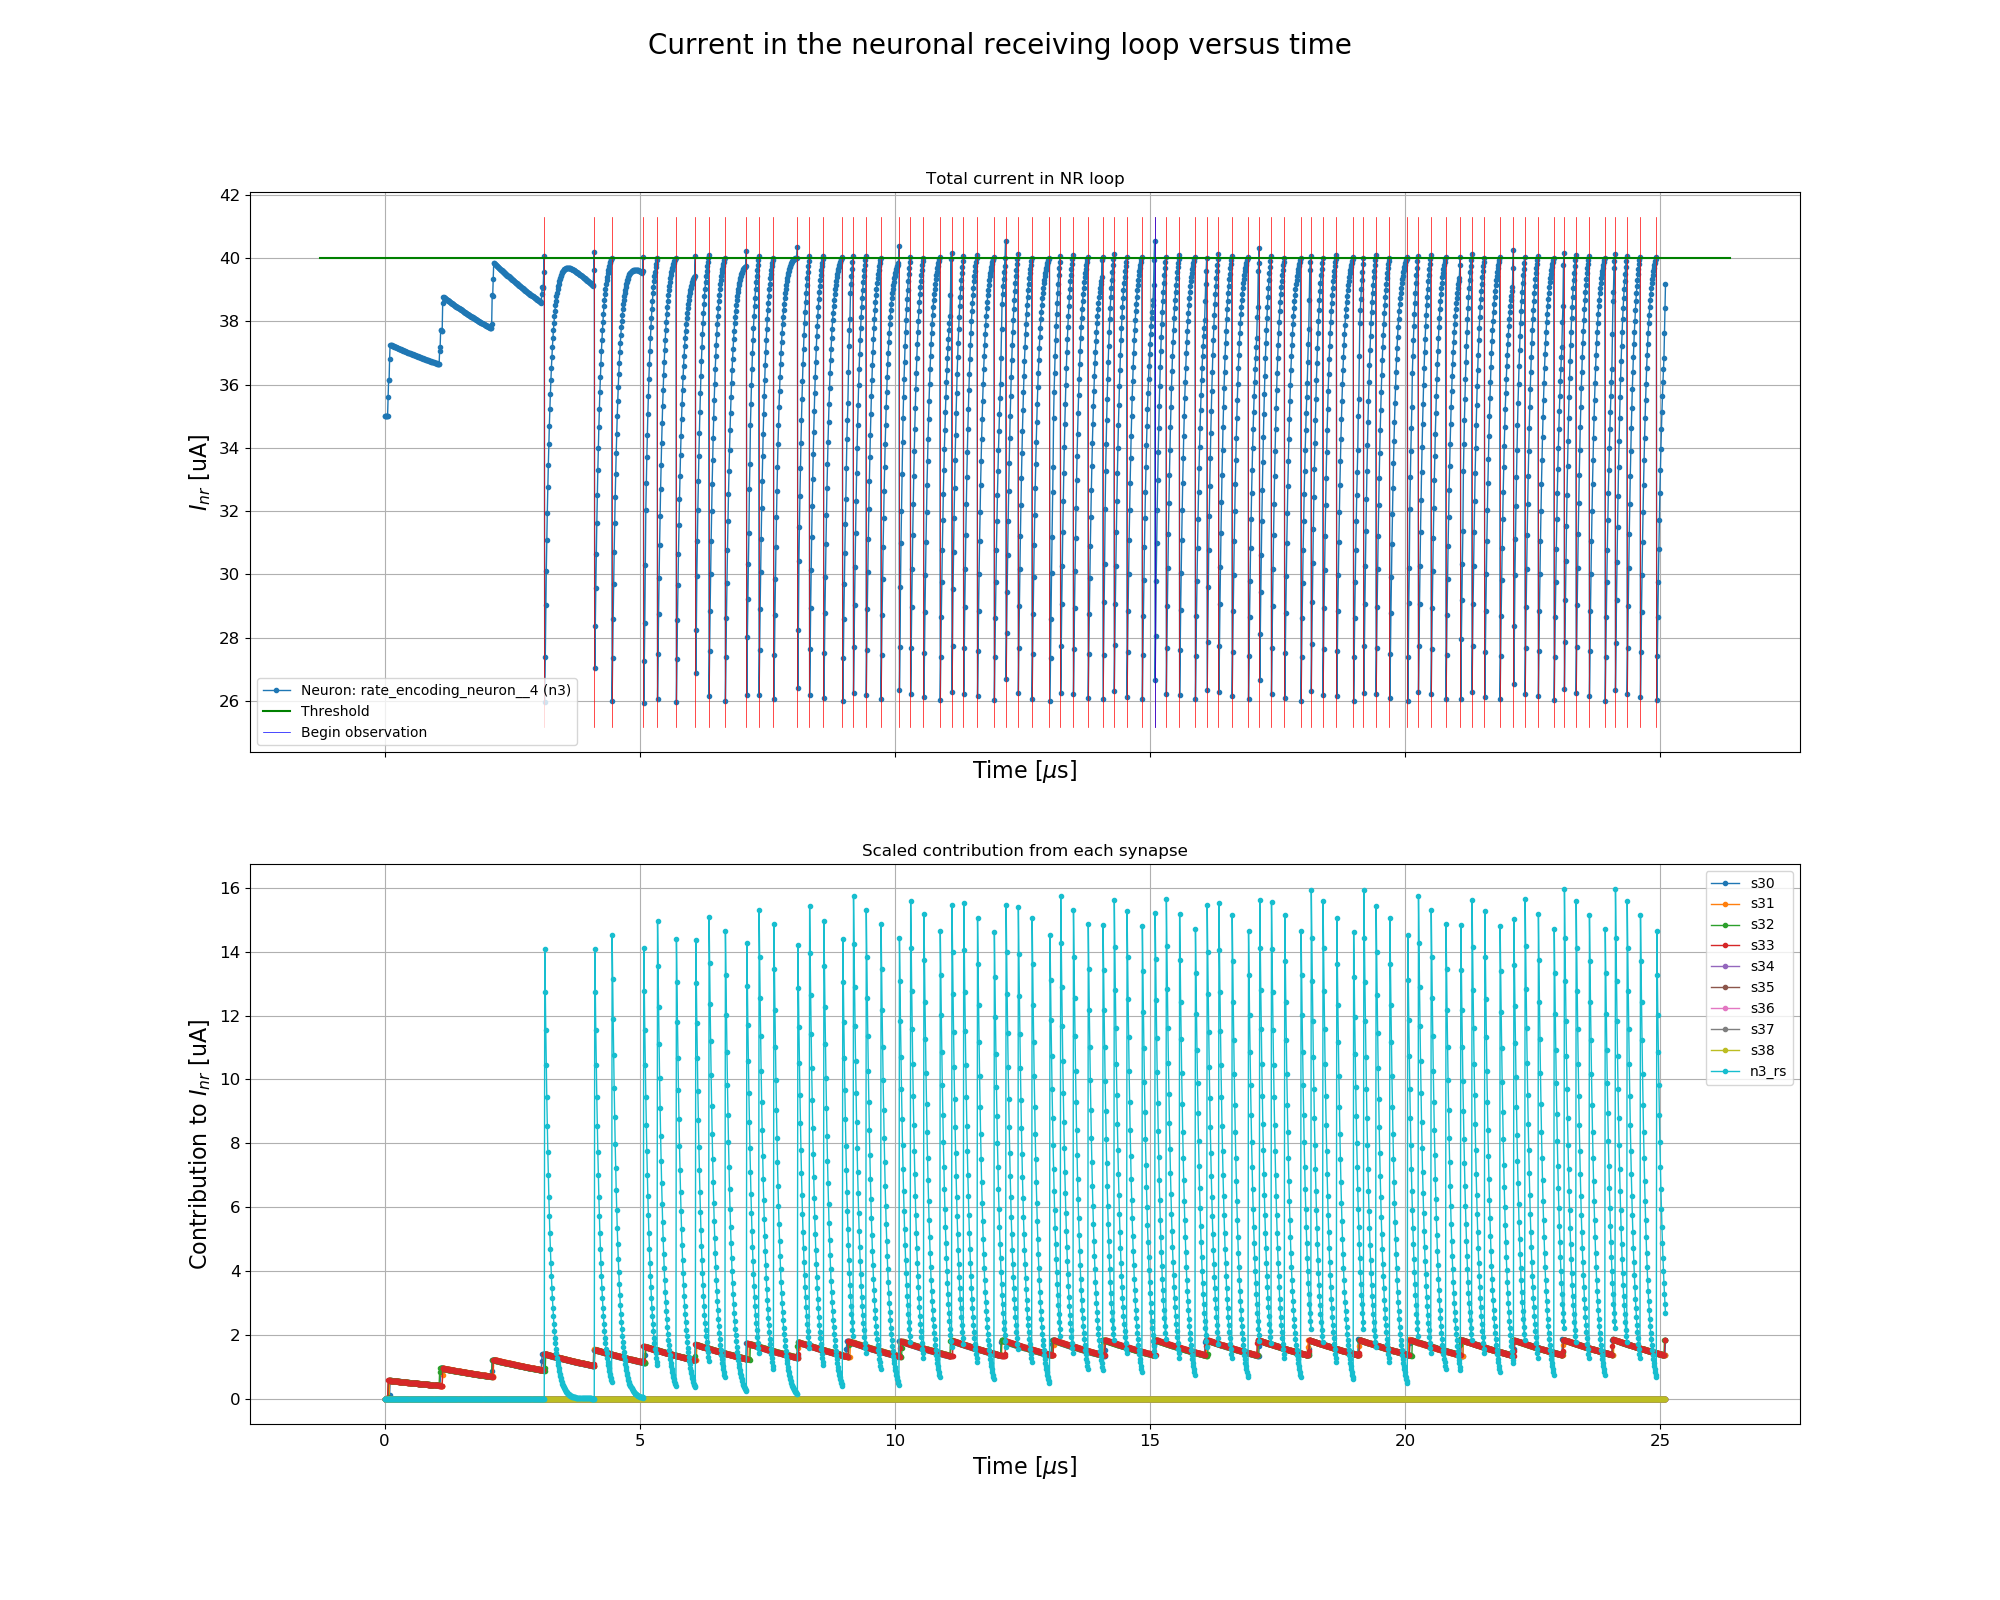 Current in the neuronal receiving loop versus time
Total current in NR loop
42
40
38
36
34
32
30
28
26
I_nr [uA]
Neuron: rate_encoding_neuron__4 (n3)
Threshold
Begin observation
Time [μs]
Scaled contribution from each synapse
16
14
12
10
8
6
4
2
0
Contribution to I_nr [uA]
s30
s31
s32
s33
s34
s35
s36
s37
s38
n3_rs
0 5 10 15 20 25
Time [μs]